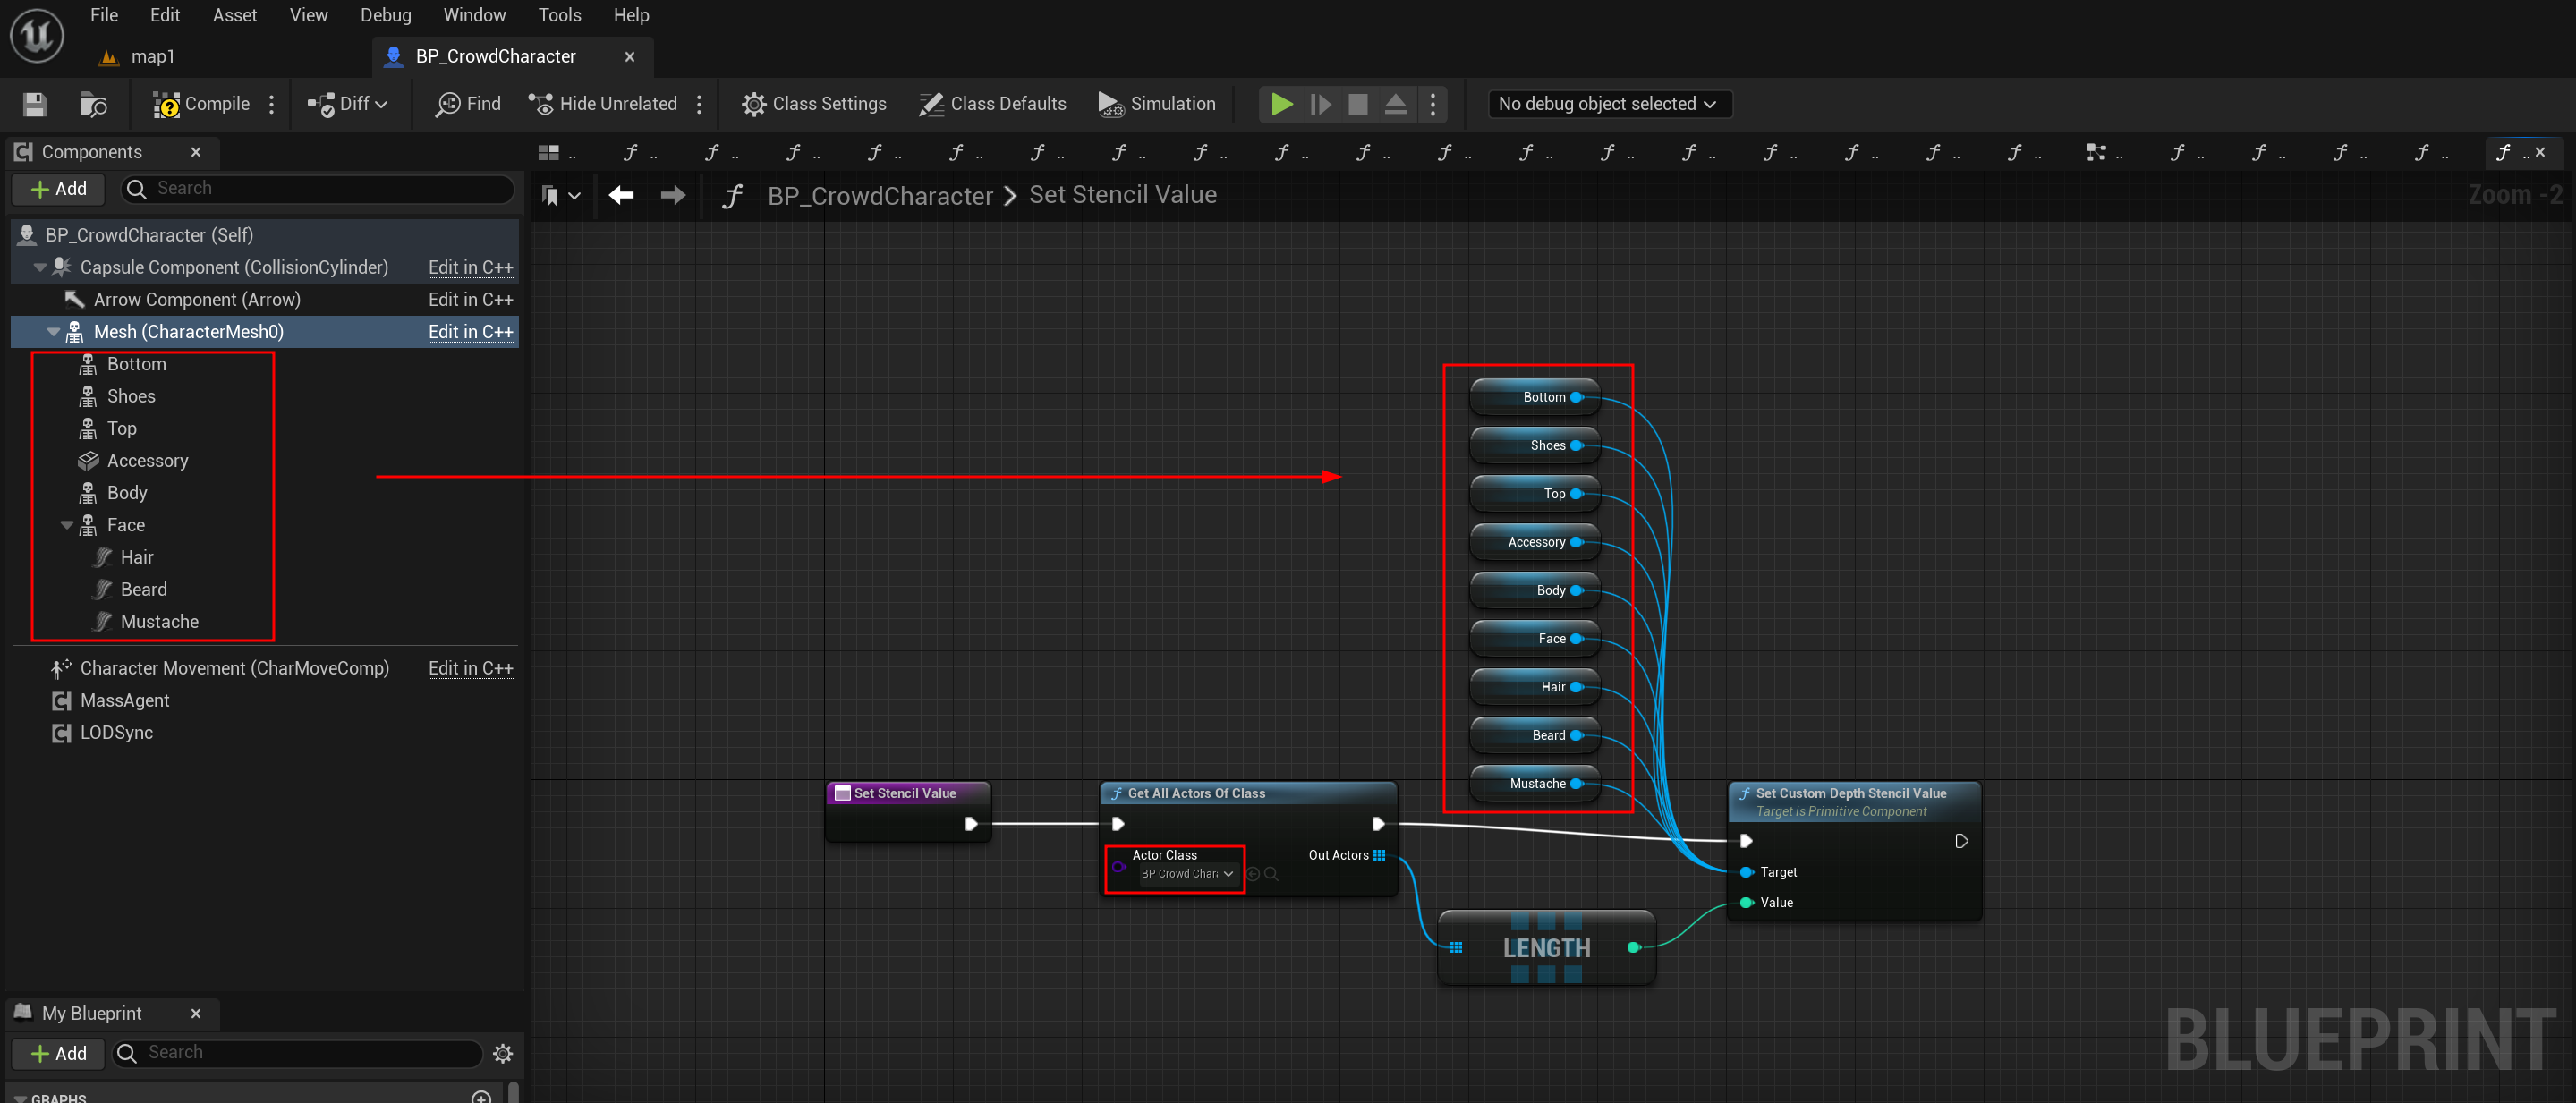 File Edit Asset View Debug Window Tools Help
map1
BP_CrowdCharacter
Compile Diff Find Hide Unrelated Class Settings Class Defaults Simulation No debug object selected
Components
Add Search
BP_CrowdCharacter > Set Stencil Value
Zoom -2
BP_CrowdCharacter (Self)
Capsule Component (CollisionCylinder) Edit in C++
Arrow Component (Arrow) Edit in C++
Mesh (CharacterMesh0) Edit in C++
Bottom
Shoes
Top
Accessory
Body
Face
Hair
Beard
Mustache
Character Movement (CharMoveComp) Edit in C++
MassAgent
LODSync
My Blueprint
Add Search
GRAPHS
Bottom
Shoes
Top
Accessory
Body
Face
Hair
Beard
Mustache
Set Stencil Value
Get All Actors Of Class
Actor Class
BP Crowd Chara
Out Actors
LENGTH
Set Custom Depth Stencil Value
Target is Primitive Component
Target
Value
BLUEPRINT